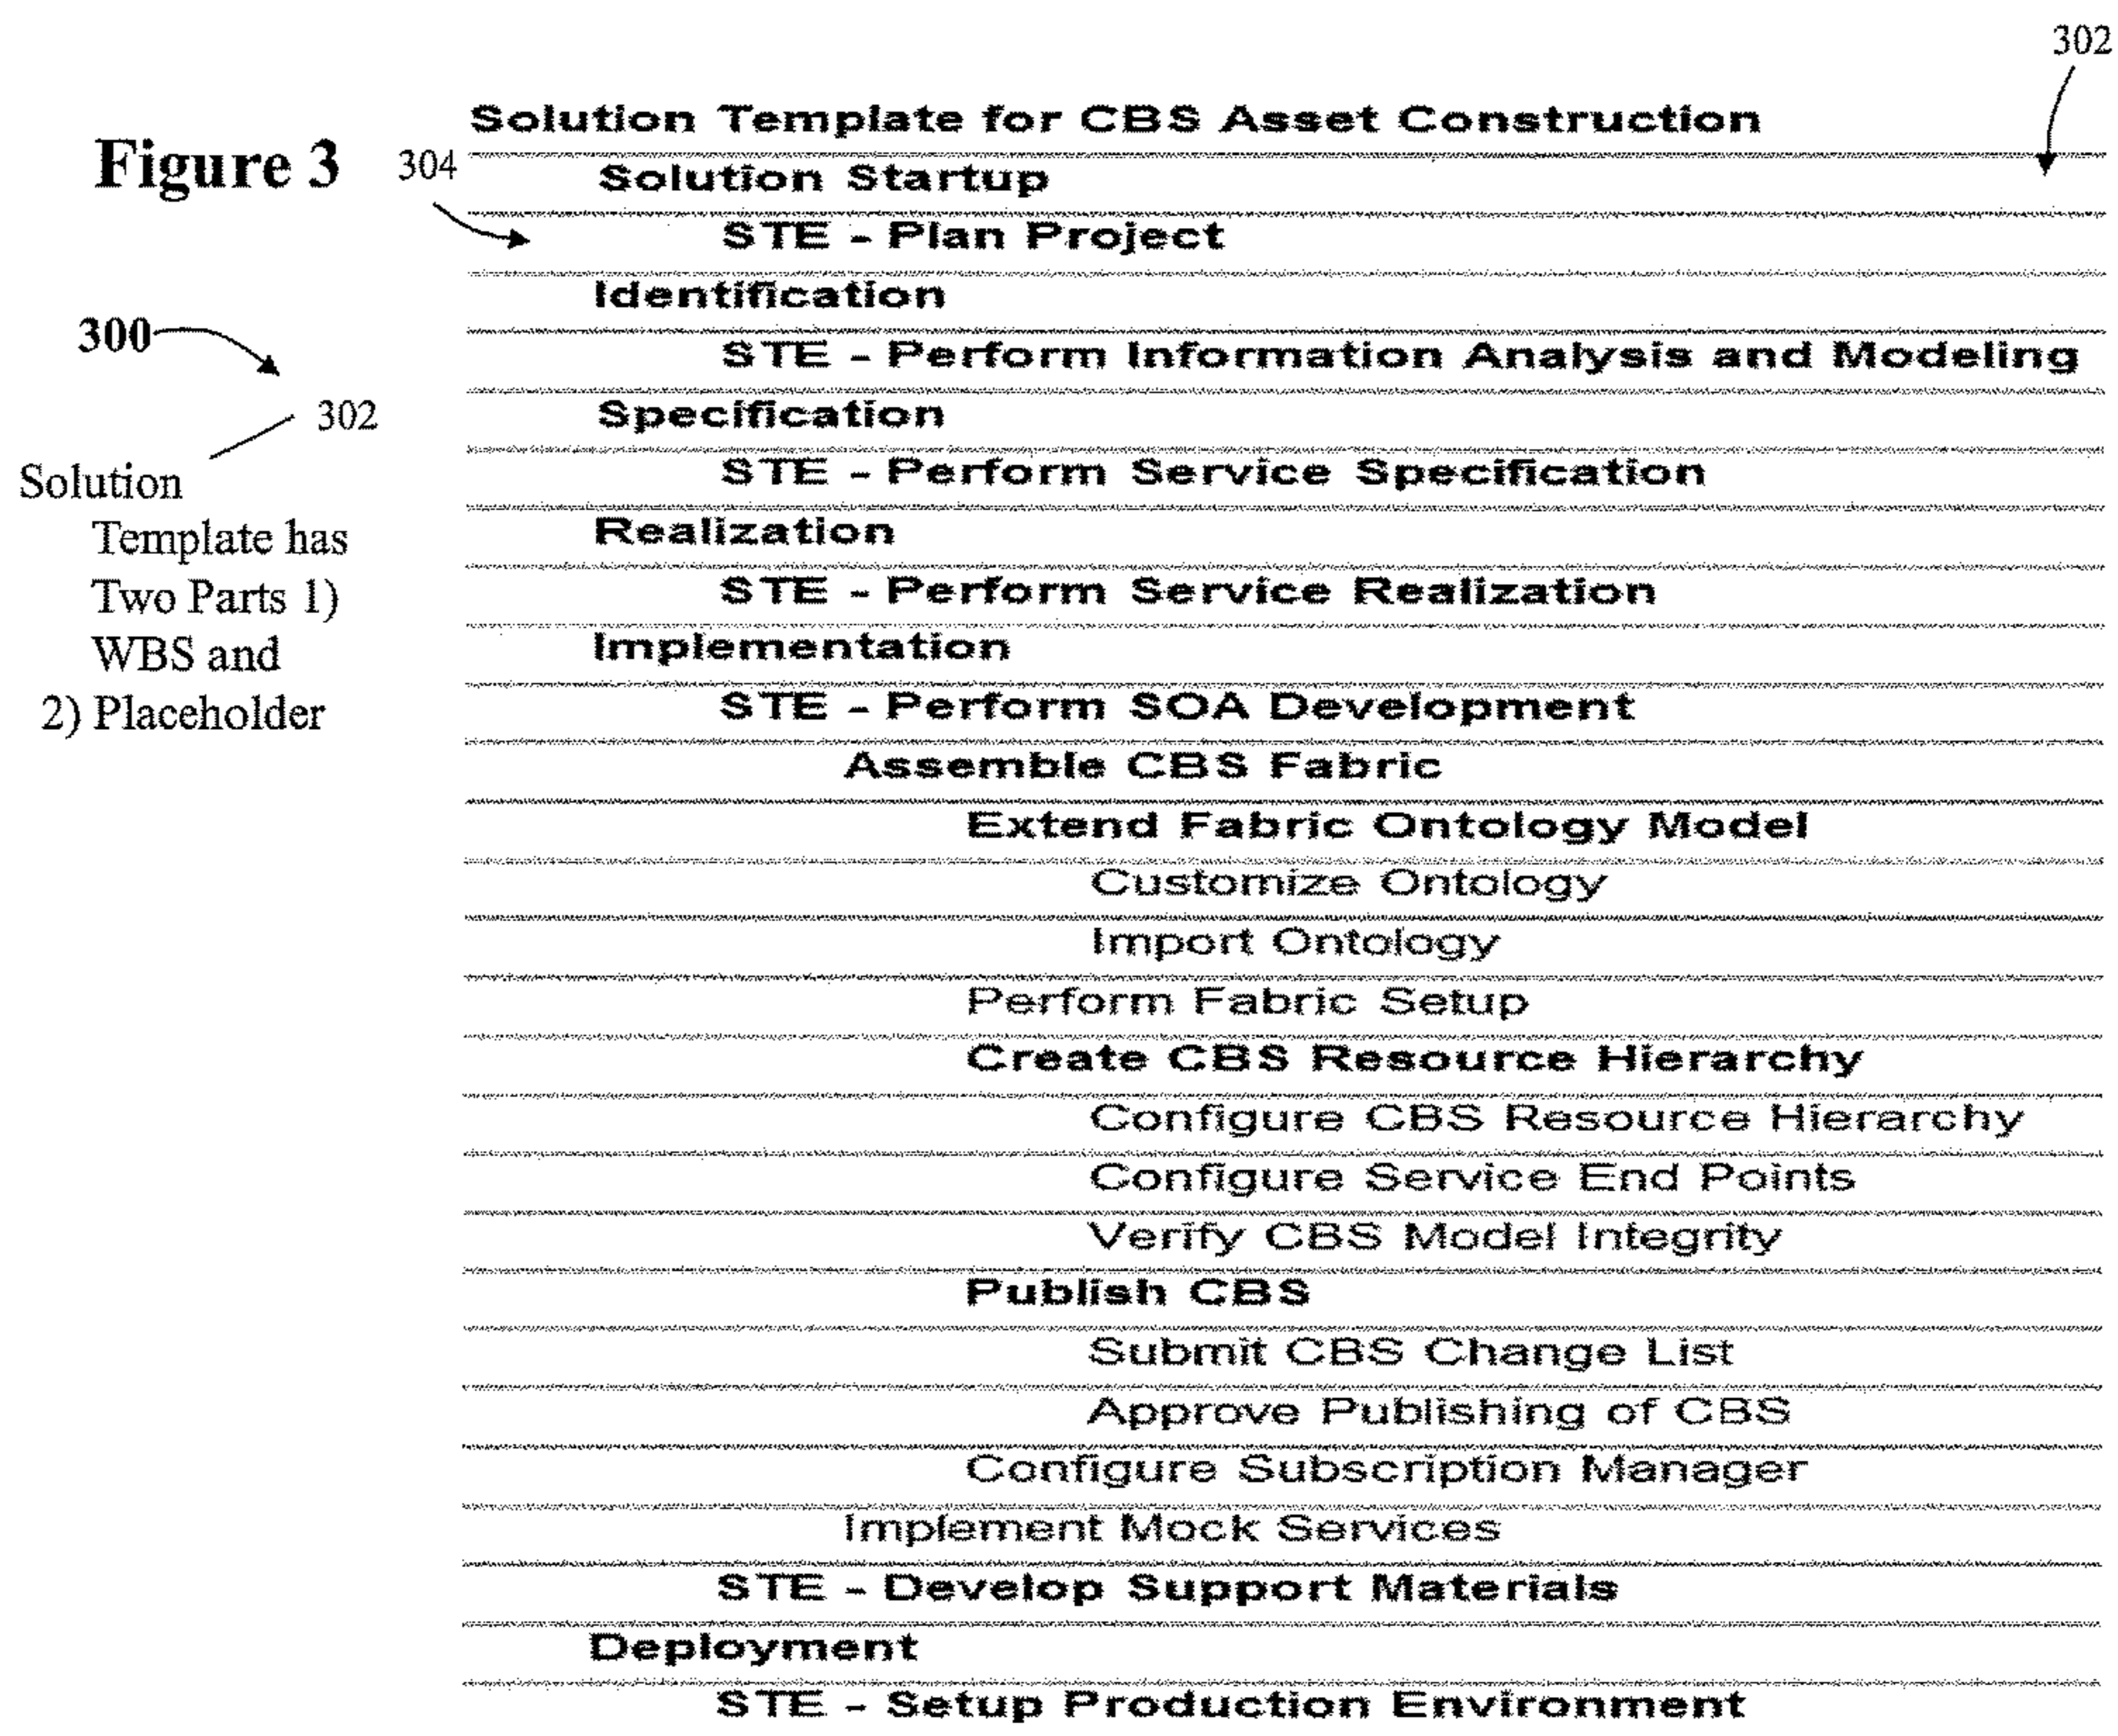 302
Solution Template for CBS Asset Construction
Figure 3
304
Solution Startup
STE - Plan Project
Identification
300
STE - Perform Information Analysis and Modeling
302
Specification
Solution
Template has
Two Parts 1)
WBS and
2) Placeholder
STE - Perform Service Specification
Realization
STE - Perform Service Realization
Implementation
STE - Perform SOA Development
Assemble CBS Fabric
Extend Fabric Ontology Model
Customize Ontology
Import Ontology
Perform Fabric Setup
Create CBS Resource Hierarchy
Configure CBS Resource Hierarchy
Configure Service End Points
Verify CBS Model Integrity
Publish CBS
Submit CBS Change List
Approve Publishing of CBS
Configure Subscription Manager
Implement Mock Services
STE - Develop Support Materials
Deployment
STE - Setup Production Environment